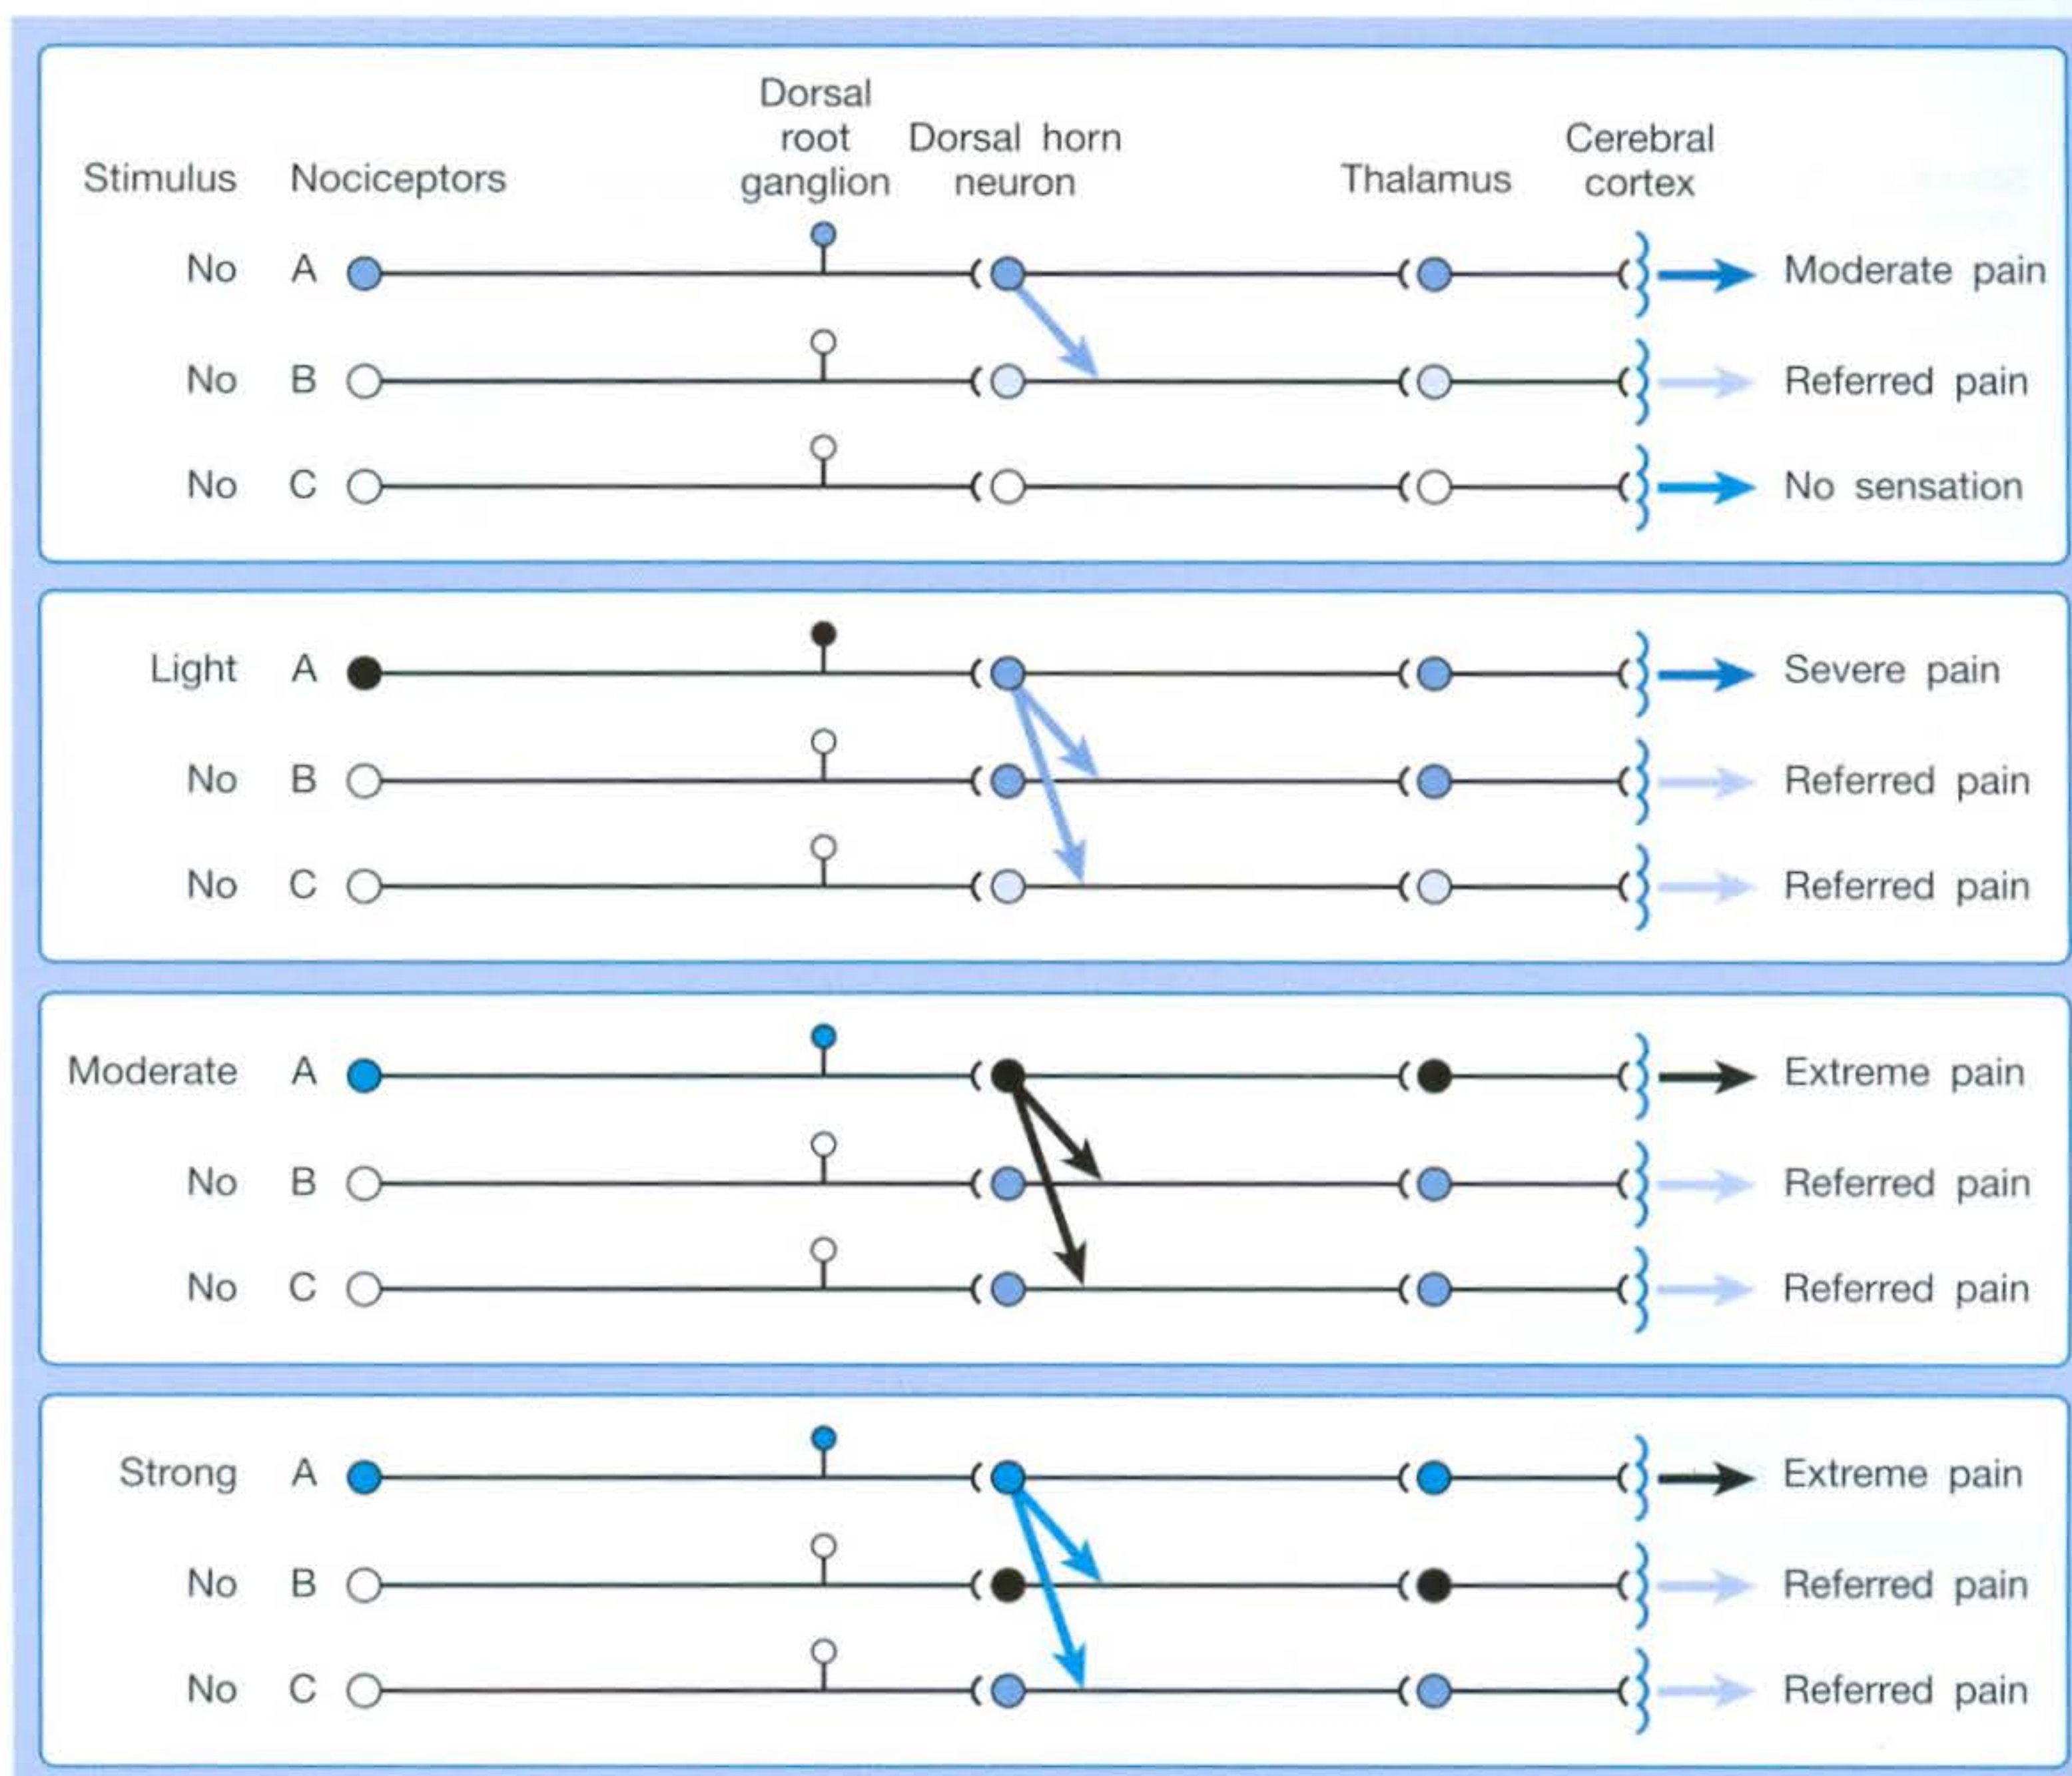 Dorsal
root
ganglion
Dorsal horn
neuron
Cerebral
cortex
Stimulus Nociceptors Thalamus
No A Moderate pain
No B Referred pain
No C No sensation
Light A Severe pain
No B Referred pain
No C Referred pain
Moderate A Extreme pain
No B Referred pain
No C Referred pain
Strong A Extreme pain
No B Referred pain
No C Referred pain